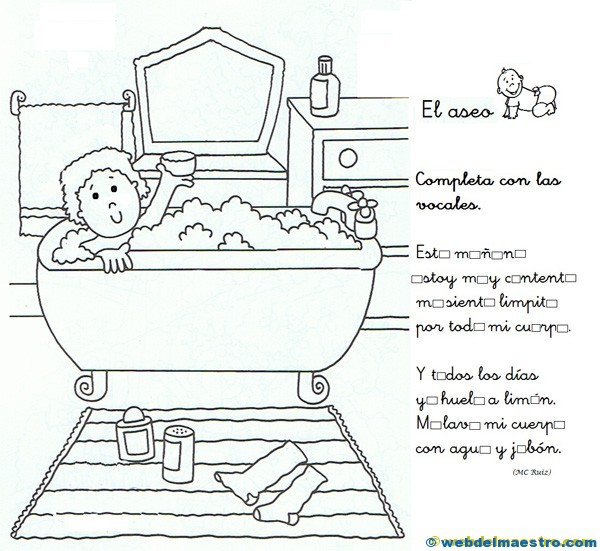 El aseo
Completa con las
vocales.
Est□ m□ñ□n□
□stoy m□y c□ntent□
m□sient□ limpit□
por tod□ mi cu□rp□.
Y t□dos los días
y□ huel□ a lim□n.
M□lav□ mi cuerp□
con agu□ y j□bón.
(MC Ruiz)
© webdelmaestro.com